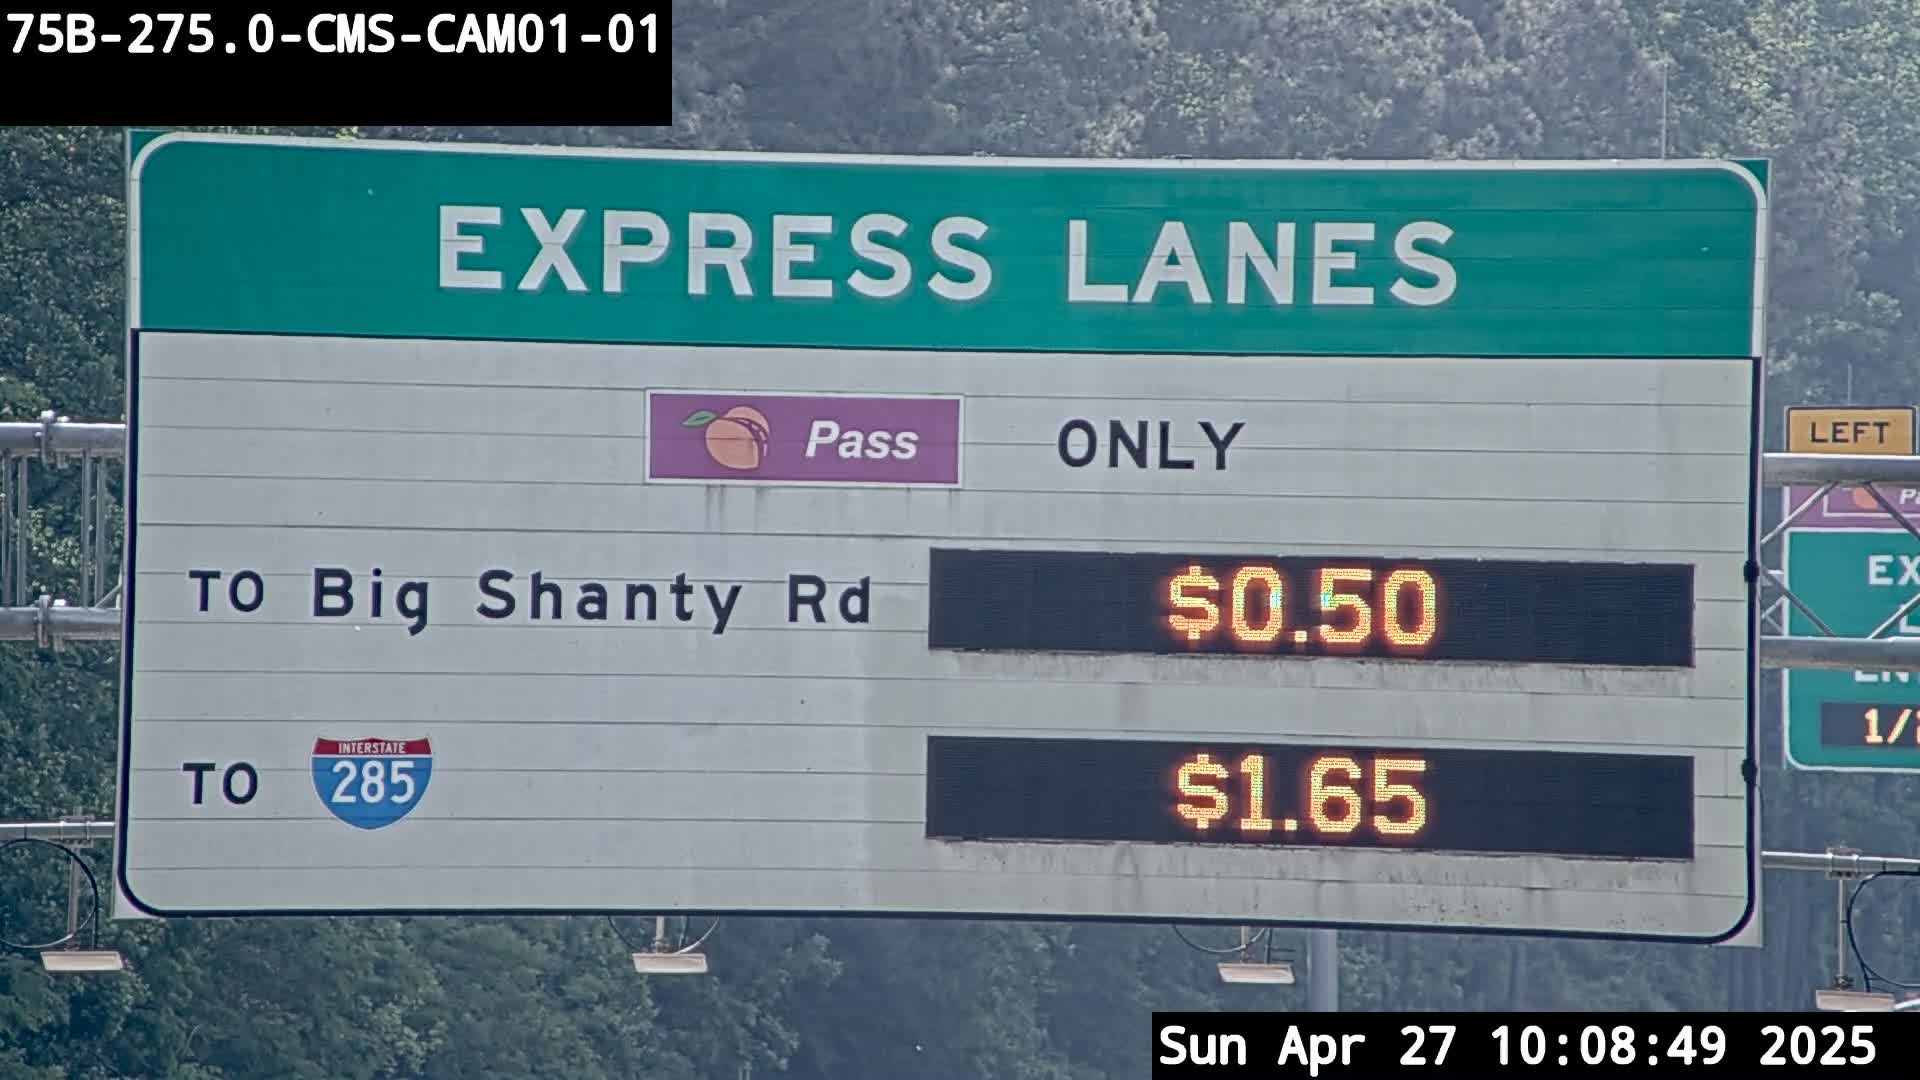 75B-275.0-CMS-CAM01-01
EXPRESS LANES
Pass ONLY
TO Big Shanty Rd $0.50
TO INTERSTATE 285 $1.65
LEFT
Sun Apr 27 10:08:49 2025